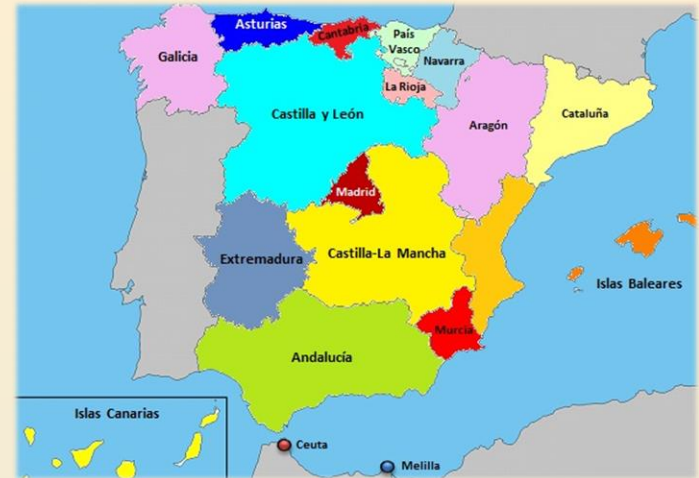 Asturias
Cantabria
País
Vasco
Galicia
Navarra
La Rioja
Castilla y León
Aragón
Cataluña
Madrid
Extremadura
Castilla-La Mancha
Islas Baleares
Murcia
Andalucía
Islas Canarias
Ceuta
Melilla